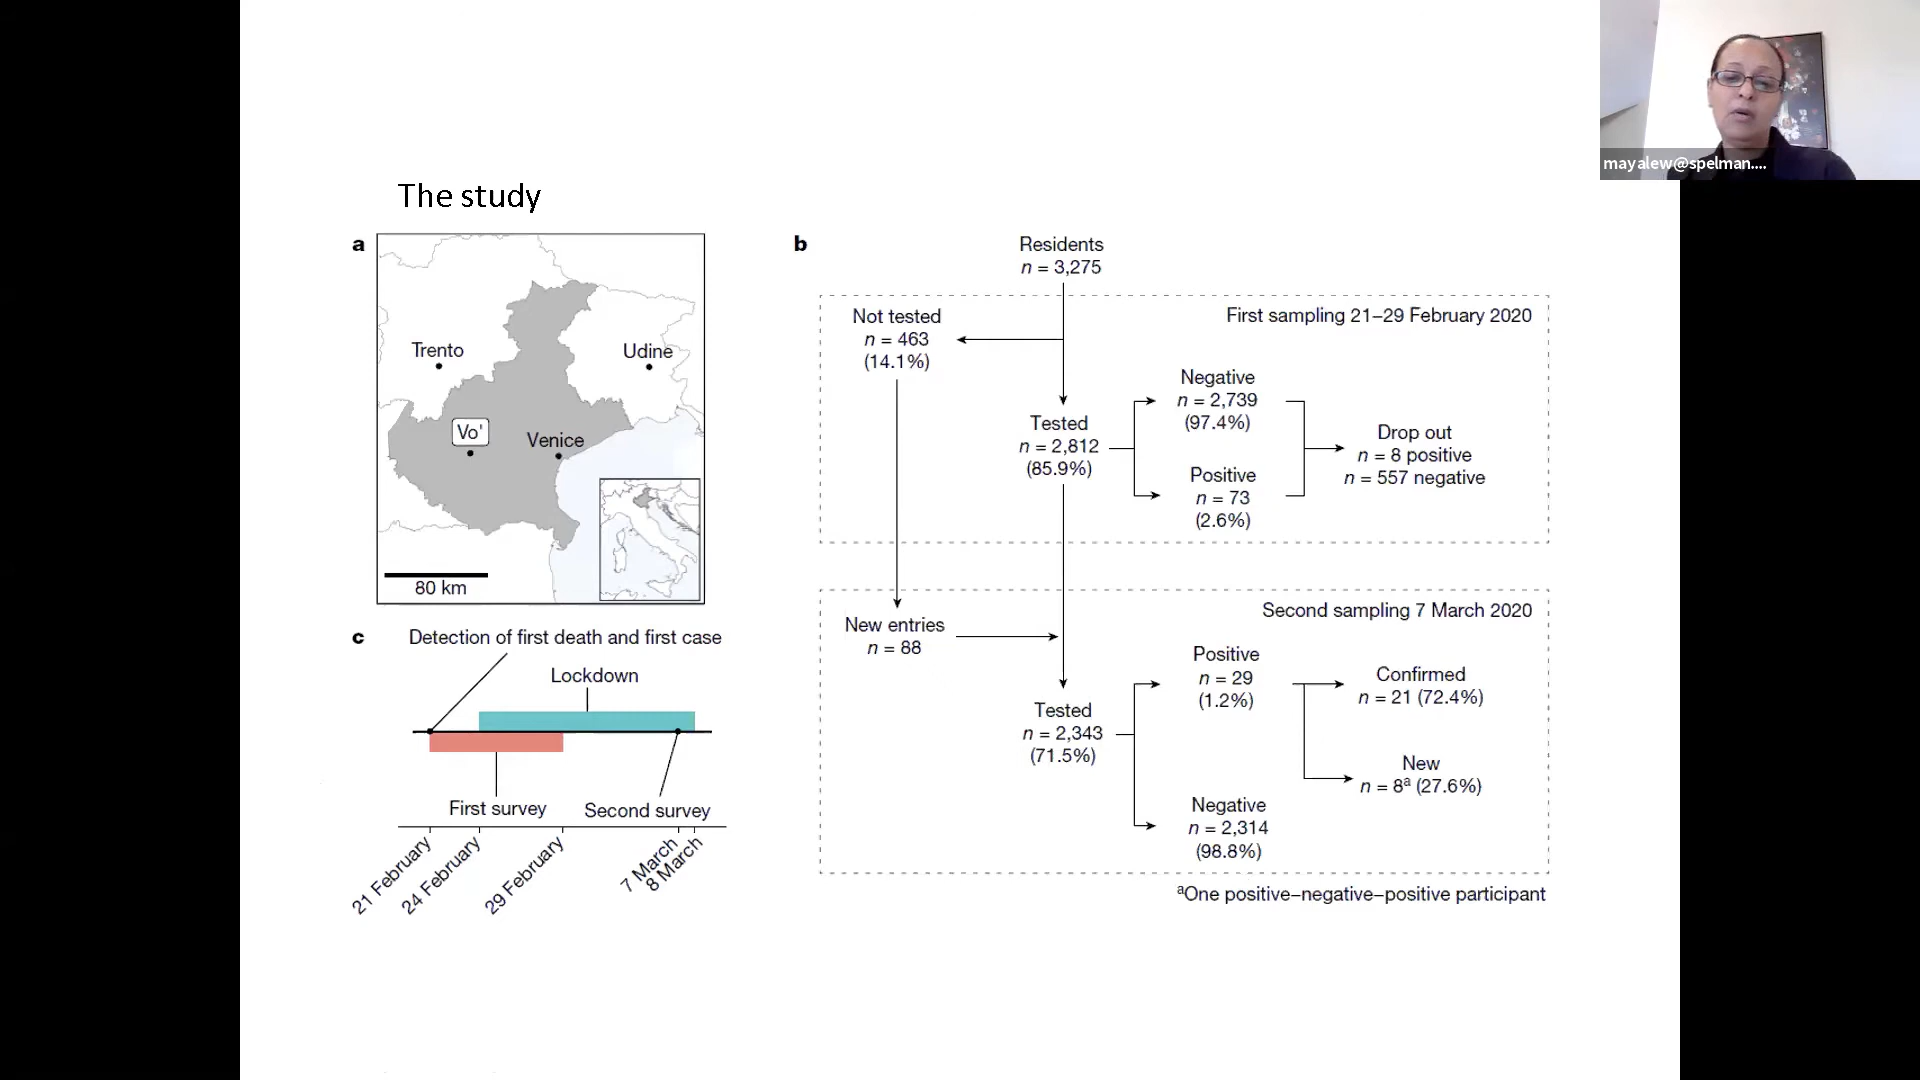 mayalew@spelman....
The study
a
Trento
Udine
Vo'
Venice
80 km
b
Residents
n = 3,275
First sampling 21–29 February 2020
Not tested
n = 463
(14.1%)
Tested
n = 2,812
(85.9%)
Negative
n = 2,739
(97.4%)
Positive
n = 73
(2.6%)
Drop out
n = 8 positive
n = 557 negative
Second sampling 7 March 2020
New entries
n = 88
Tested
n = 2,343
(71.5%)
Positive
n = 29
(1.2%)
Confirmed
n = 21 (72.4%)
New
n = 8ª (27.6%)
Negative
n = 2,314
(98.8%)
ªOne positive–negative–positive participant
c
Detection of first death and first case
Lockdown
First survey
Second survey
21 February
24 February
29 February
7 March
8 March